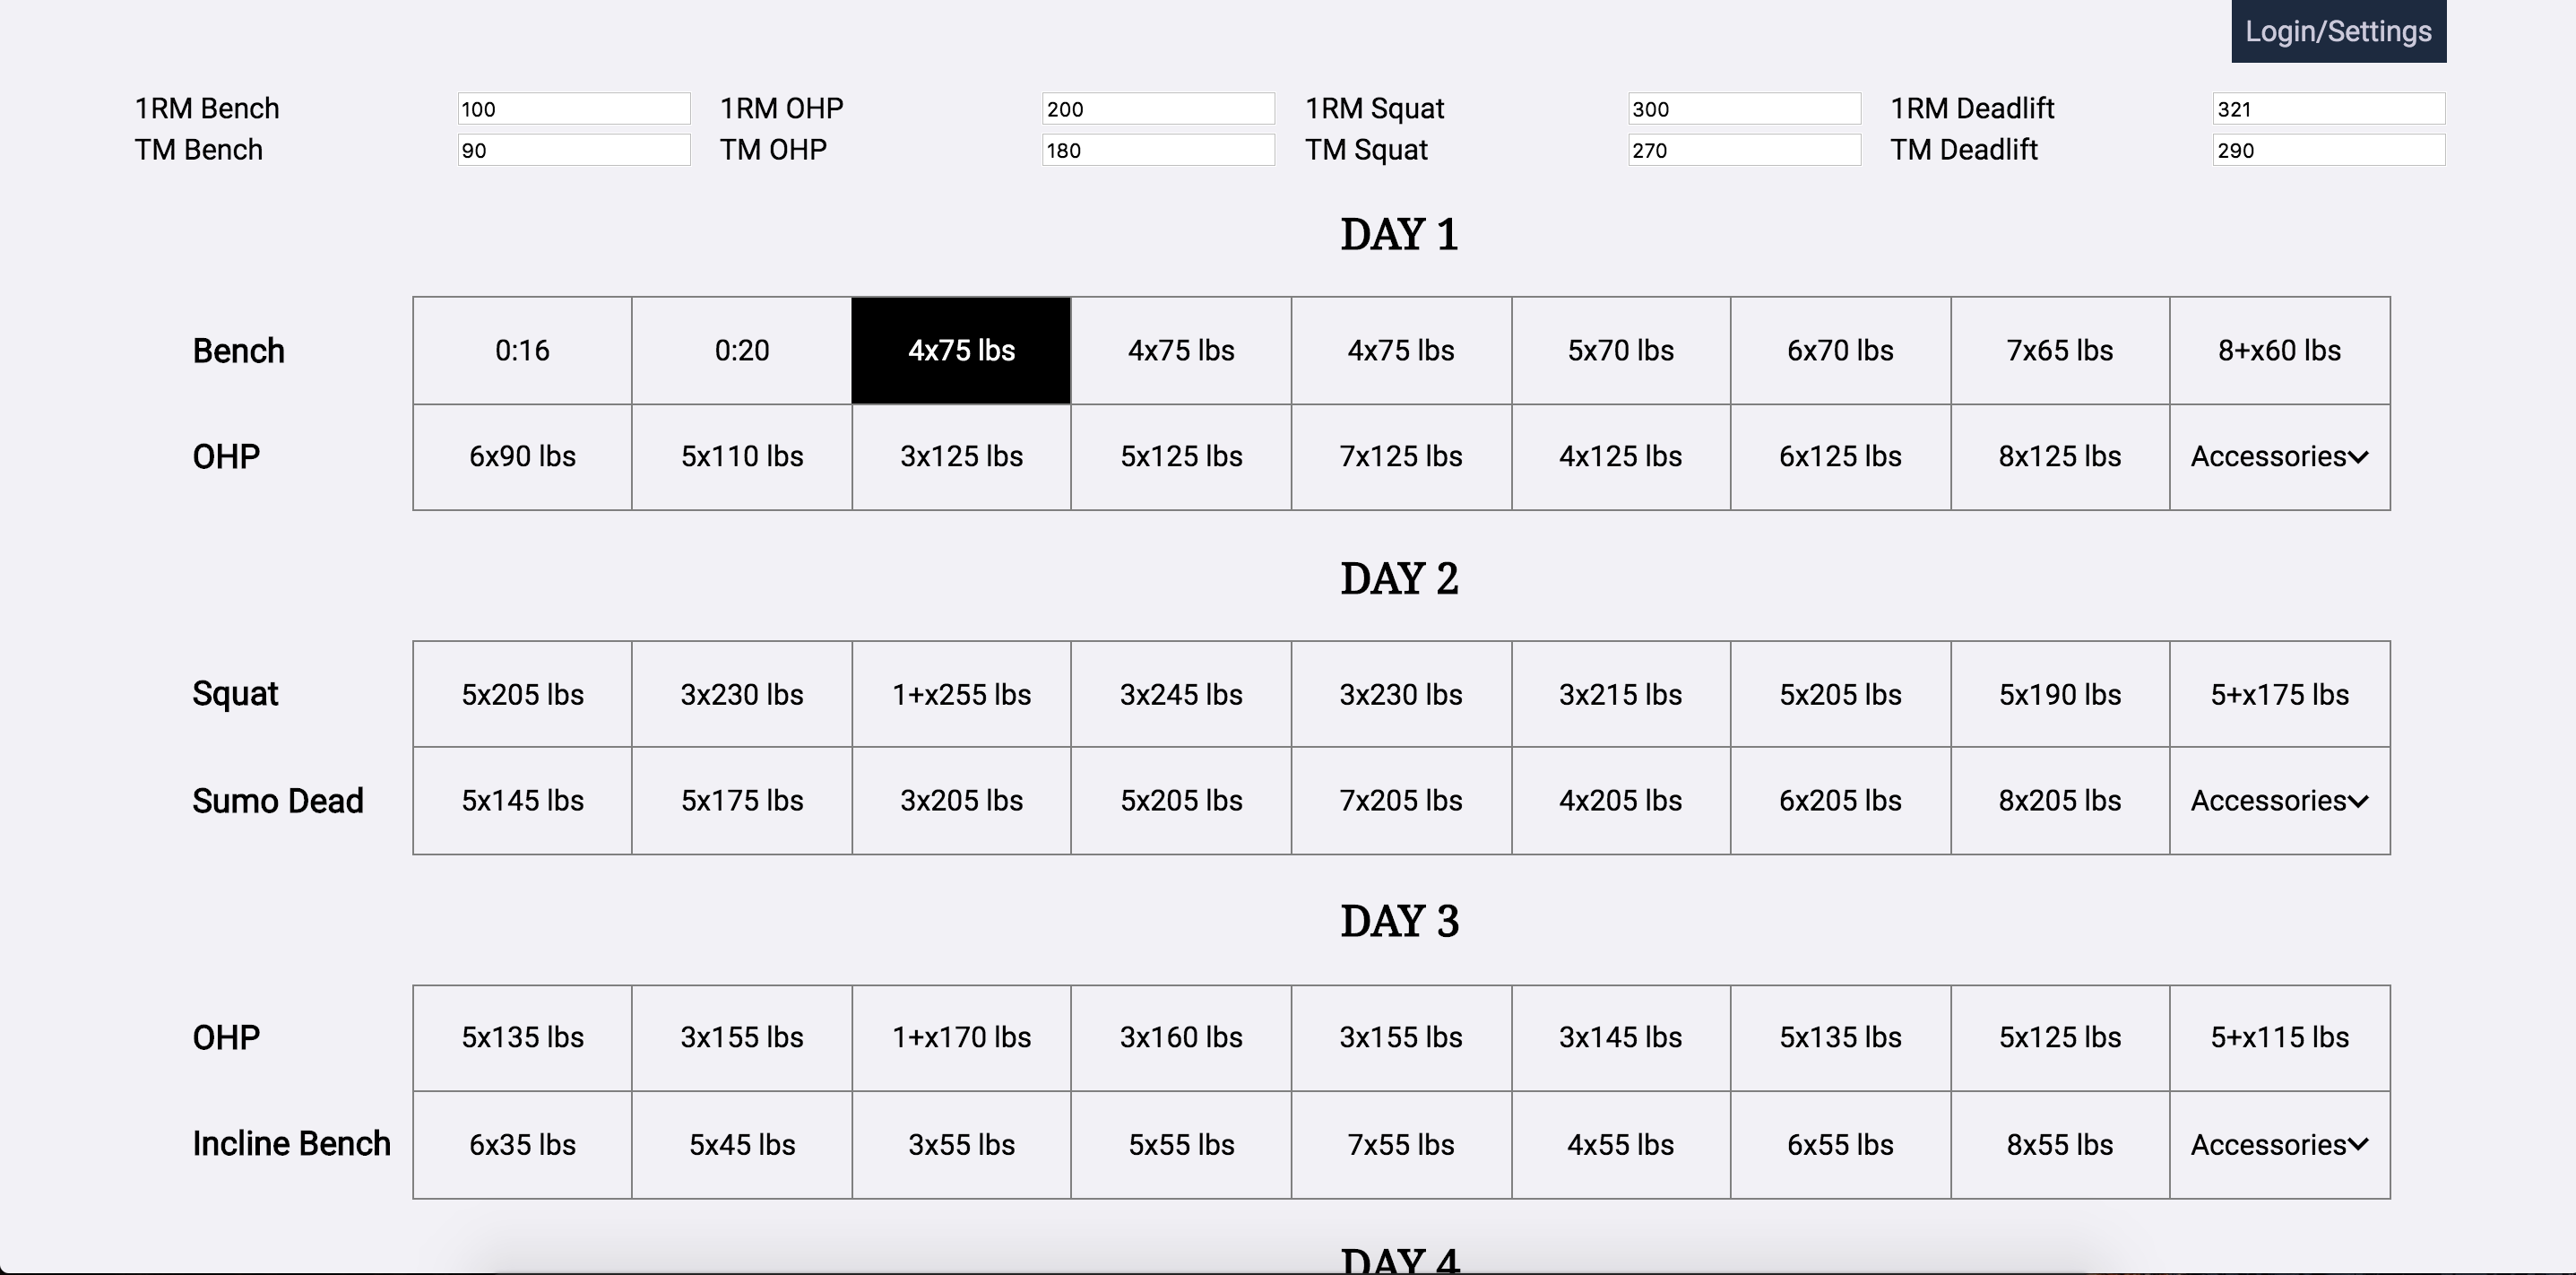 Login/Settings
1RM Bench 100 1RM OHP 200 1RM Squat 300 1RM Deadlift 321
TM Bench 90 TM OHP 180 TM Squat 270 TM Deadlift 290
DAY 1
Bench 0:16 0:20 4x75 lbs 4x75 lbs 4x75 lbs 5x70 lbs 6x70 lbs 7x65 lbs 8+x60 lbs
OHP 6x90 lbs 5x110 lbs 3x125 lbs 5x125 lbs 7x125 lbs 4x125 lbs 6x125 lbs 8x125 lbs Accessories
DAY 2
Squat 5x205 lbs 3x230 lbs 1+x255 lbs 3x245 lbs 3x230 lbs 3x215 lbs 5x205 lbs 5x190 lbs 5+x175 lbs
Sumo Dead 5x145 lbs 5x175 lbs 3x205 lbs 5x205 lbs 7x205 lbs 4x205 lbs 6x205 lbs 8x205 lbs Accessories
DAY 3
OHP 5x135 lbs 3x155 lbs 1+x170 lbs 3x160 lbs 3x155 lbs 3x145 lbs 5x135 lbs 5x125 lbs 5+x115 lbs
Incline Bench 6x35 lbs 5x45 lbs 3x55 lbs 5x55 lbs 7x55 lbs 4x55 lbs 6x55 lbs 8x55 lbs Accessories
DAY 4